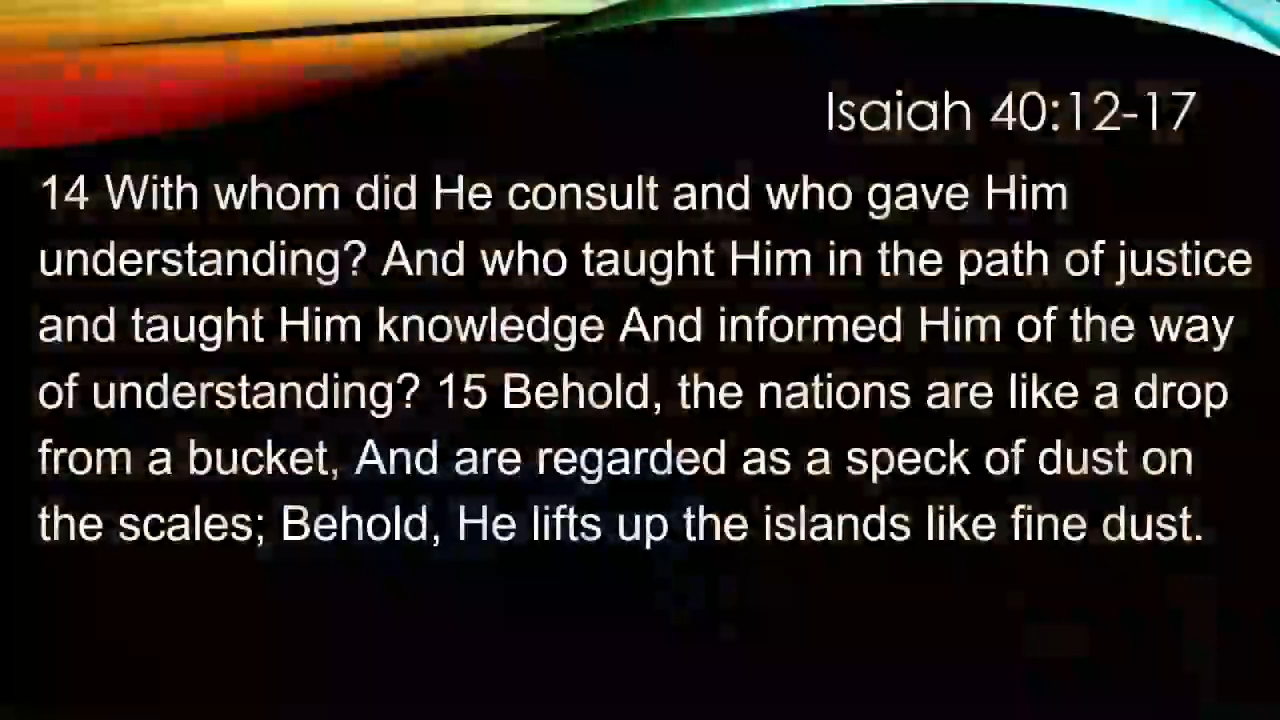 Isaiah 40:12-17
14 With whom did He consult and who gave Him
understanding? And who taught Him in the path of justice
and taught Him knowledge And informed Him of the way
of understanding? 15 Behold, the nations are like a drop
from a bucket, And are regarded as a speck of dust on
the scales; Behold, He lifts up the islands like fine dust.